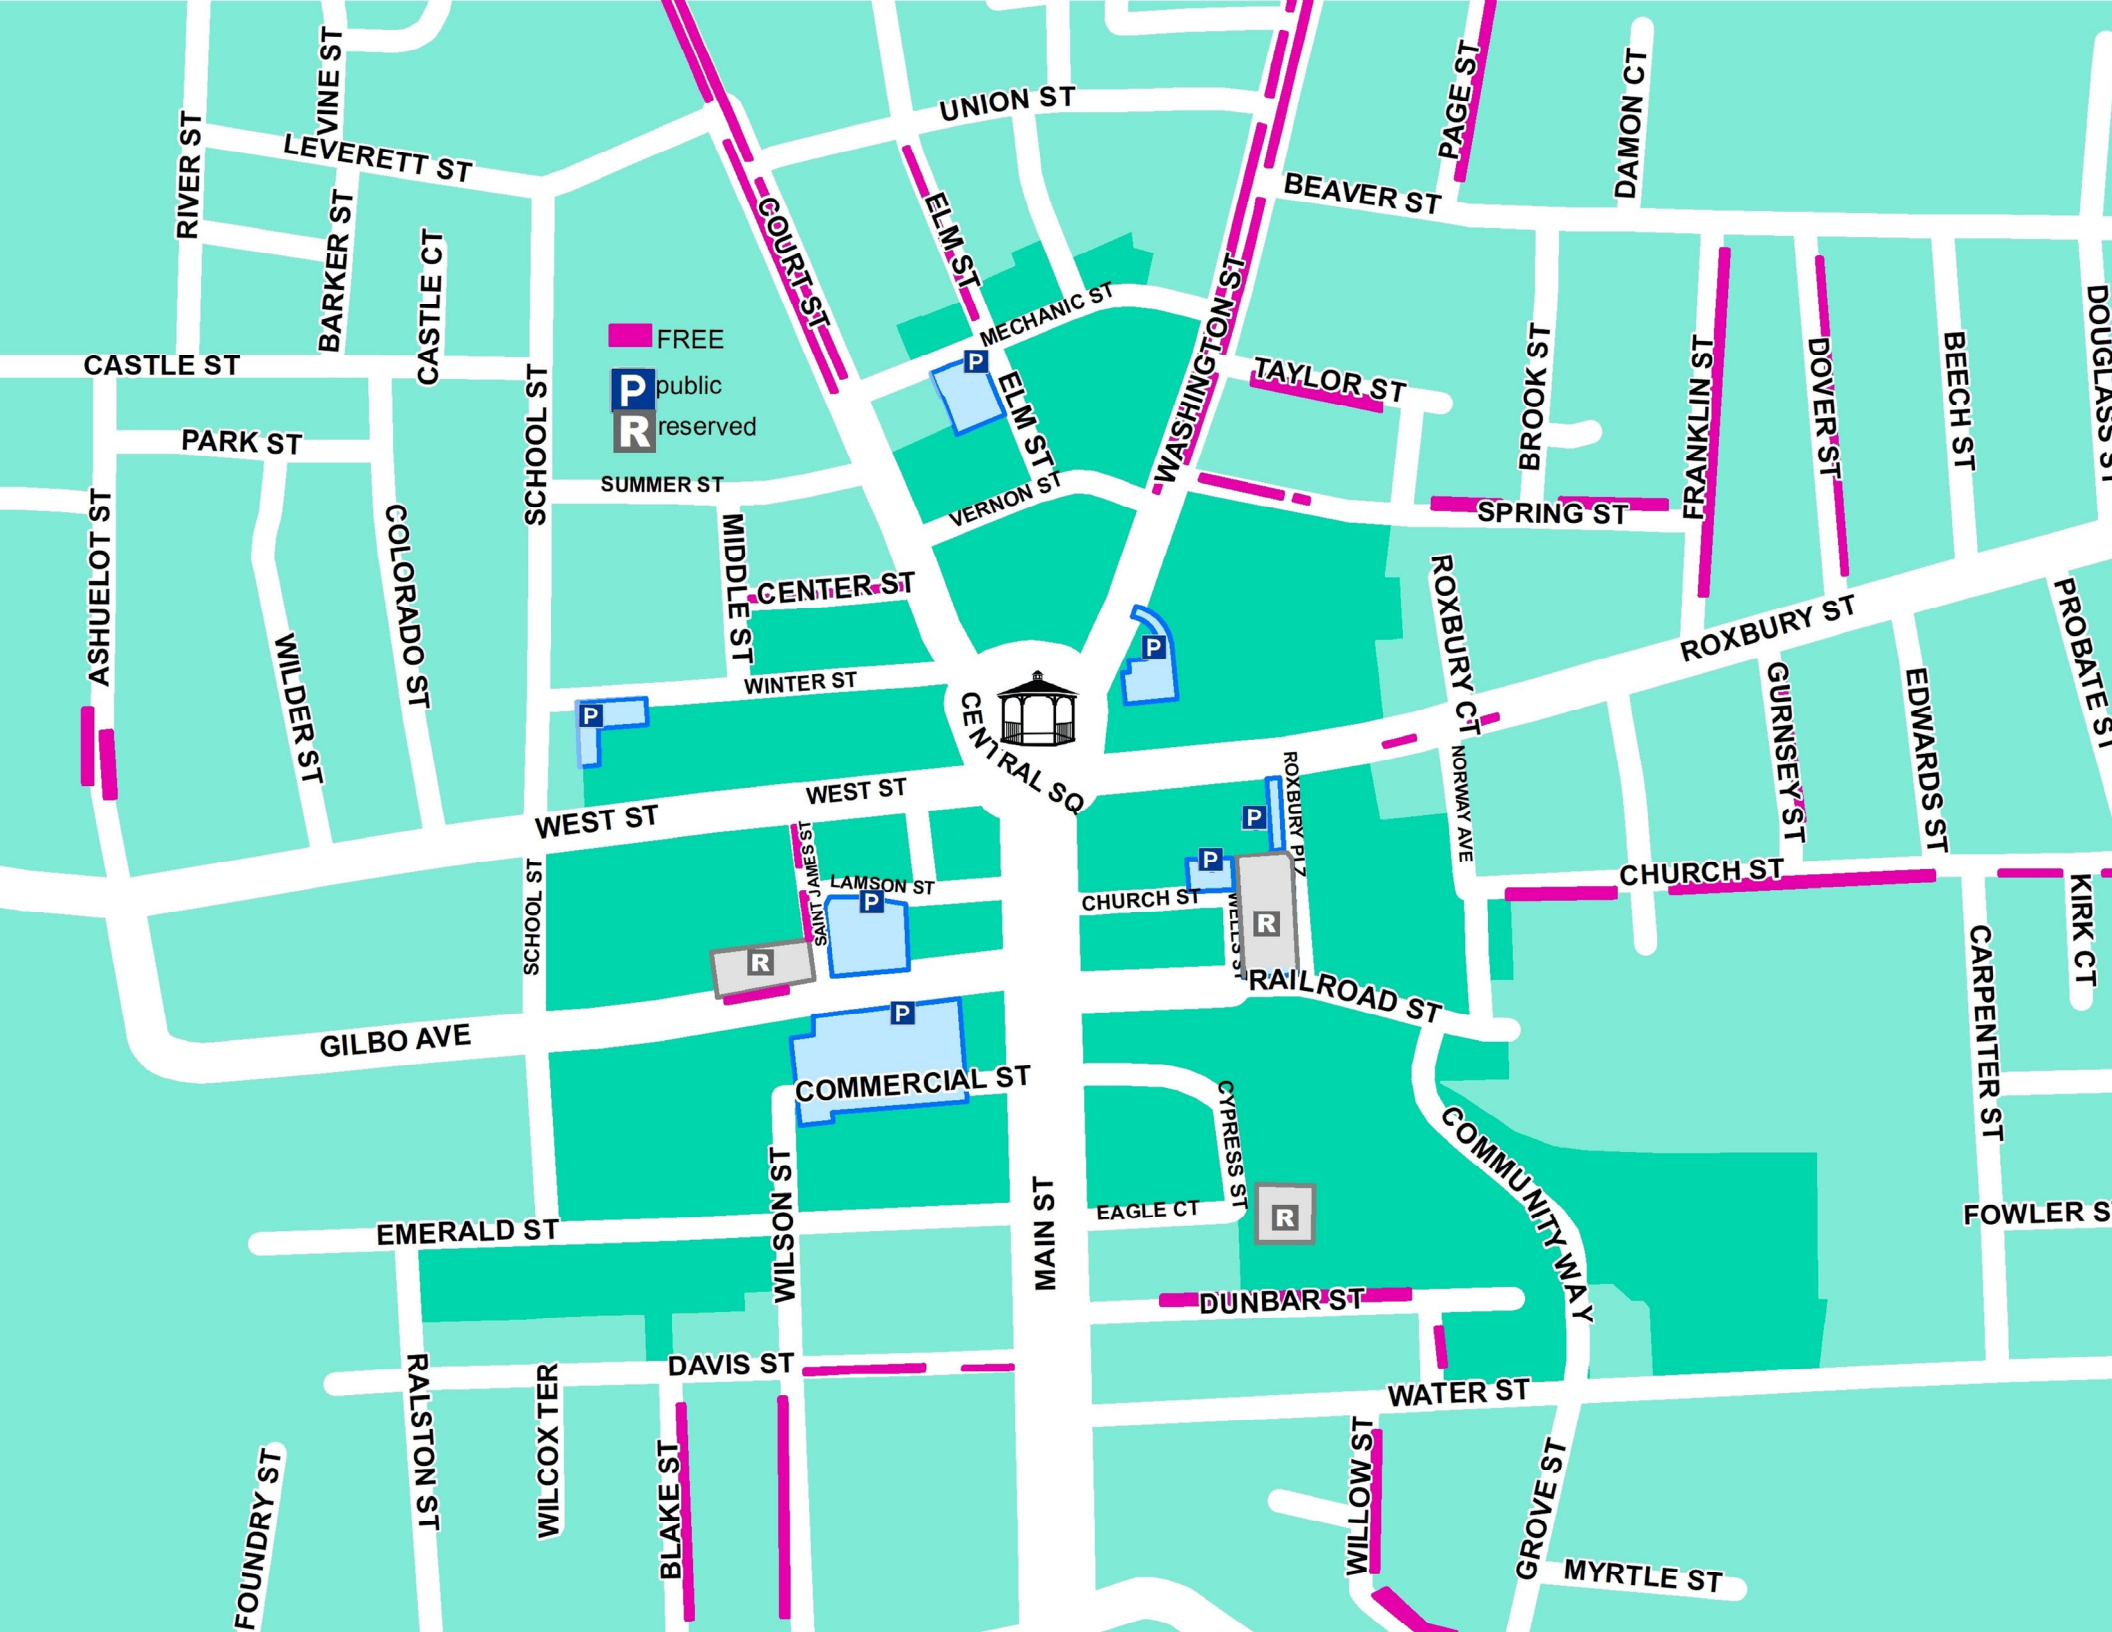 LEVINE ST
UNION ST
PAGE ST
DAMON CT
RIVER ST
LEVERETT ST
BEAVER ST
BARKER ST
CASTLE CT
COURT ST
ELM ST
MECHANIC ST
WASHINGTON ST
FREE
P public
R reserved
CASTLE ST
P
ELM ST
TAYLOR ST
BROOK ST
FRANKLIN ST
DOVER ST
BEECH ST
DOUGLASS ST
PARK ST
SCHOOL ST
SUMMER ST
VERNON ST
SPRING ST
ASHUELOT ST
COLORADO ST
MIDDLE ST
CENTER ST
ROXBURY CT
ROXBURY ST
PROBATE ST
WILDER ST
WINTER ST
P
P
CENTRAL SQ
GURNSEY ST
EDWARDS ST
WEST ST
WEST ST
ROXBURY PLZ
NORWAY AVE
P
P
SCHOOL ST
SAINT JAMES ST
LAMSON ST
P
CHURCH ST
WELLS ST
R
CHURCH ST
KIRK CT
R
RAILROAD ST
CARPENTER ST
GILBO AVE
P
COMMERCIAL ST
CYPRESS ST
COMMUNITY WAY
WILSON ST
MAIN ST
EMERALD ST
EAGLE CT
R
FOWLER S
DUNBAR ST
RALSTON ST
WILCOX TER
DAVIS ST
WATER ST
FOUNDRY ST
BLAKE ST
WILLOW ST
GROVE ST
MYRTLE ST